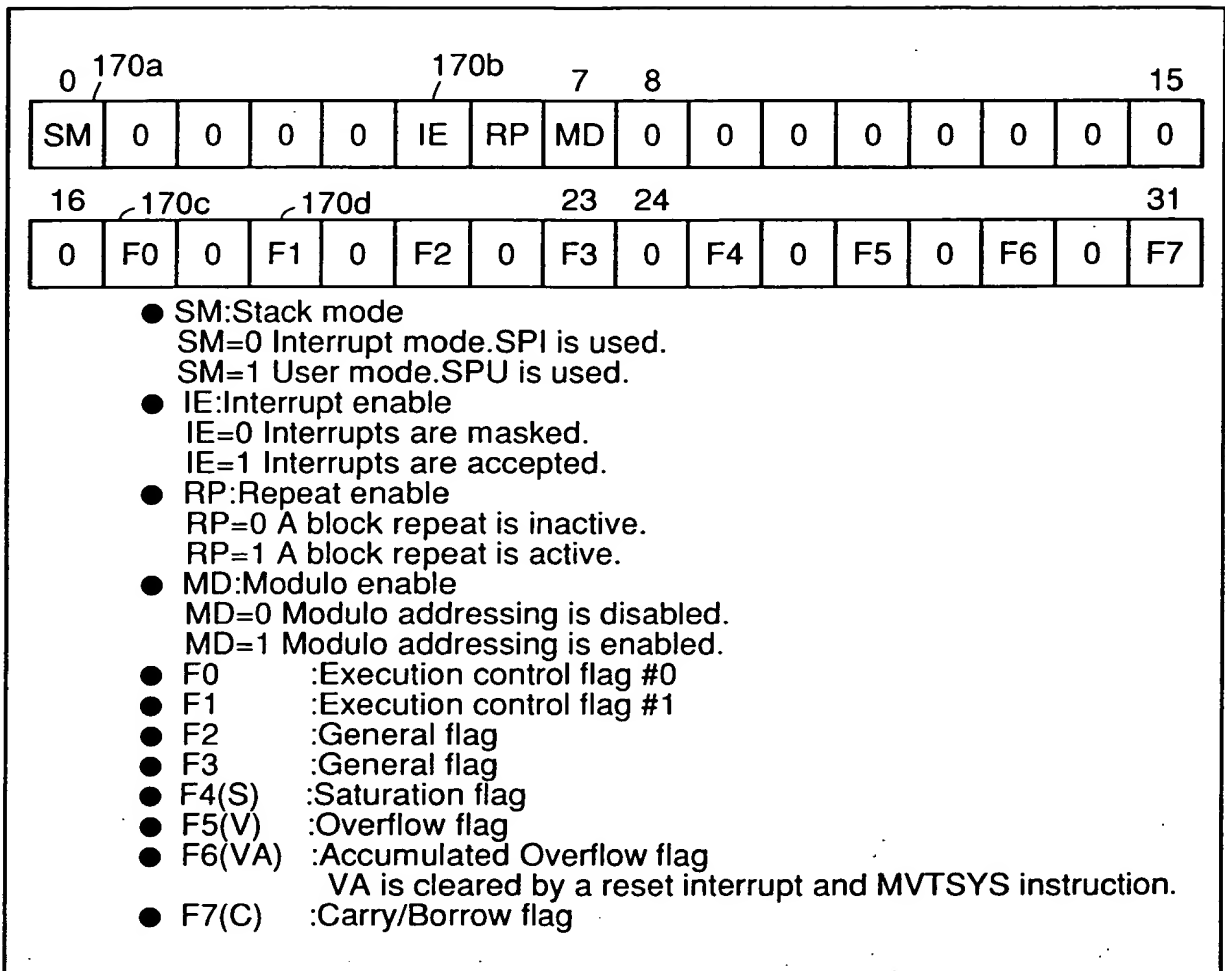 0 170a 170b 7 8 15
SM 0 0 0 0 IE RP MD 0 0 0 0 0 0 0 0
16 170c 170d 23 24 31
0 F0 0 F1 0 F2 0 F3 0 F4 0 F5 0 F6 0 F7
● SM:Stack mode
SM=0 Interrupt mode.SPI is used.
SM=1 User mode.SPU is used.
● IE:Interrupt enable
IE=0 Interrupts are masked.
IE=1 Interrupts are accepted.
● RP:Repeat enable
RP=0 A block repeat is inactive.
RP=1 A block repeat is active.
● MD:Modulo enable
MD=0 Modulo addressing is disabled.
MD=1 Modulo addressing is enabled.
● F0 :Execution control flag #0
● F1 :Execution control flag #1
● F2 :General flag
● F3 :General flag
● F4(S) :Saturation flag
● F5(V) :Overflow flag
● F6(VA) :Accumulated Overflow flag
VA is cleared by a reset interrupt and MVTSYS instruction.
● F7(C) :Carry/Borrow flag